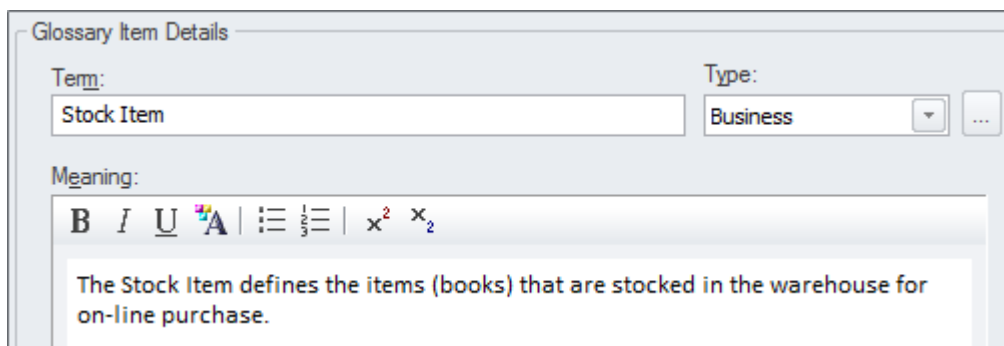 Glossary Item Details
Term: Type:
Stock Item Business ...
Meaning:
B I U A x² x₂
The Stock Item defines the items (books) that are stocked in the warehouse for
on-line purchase.